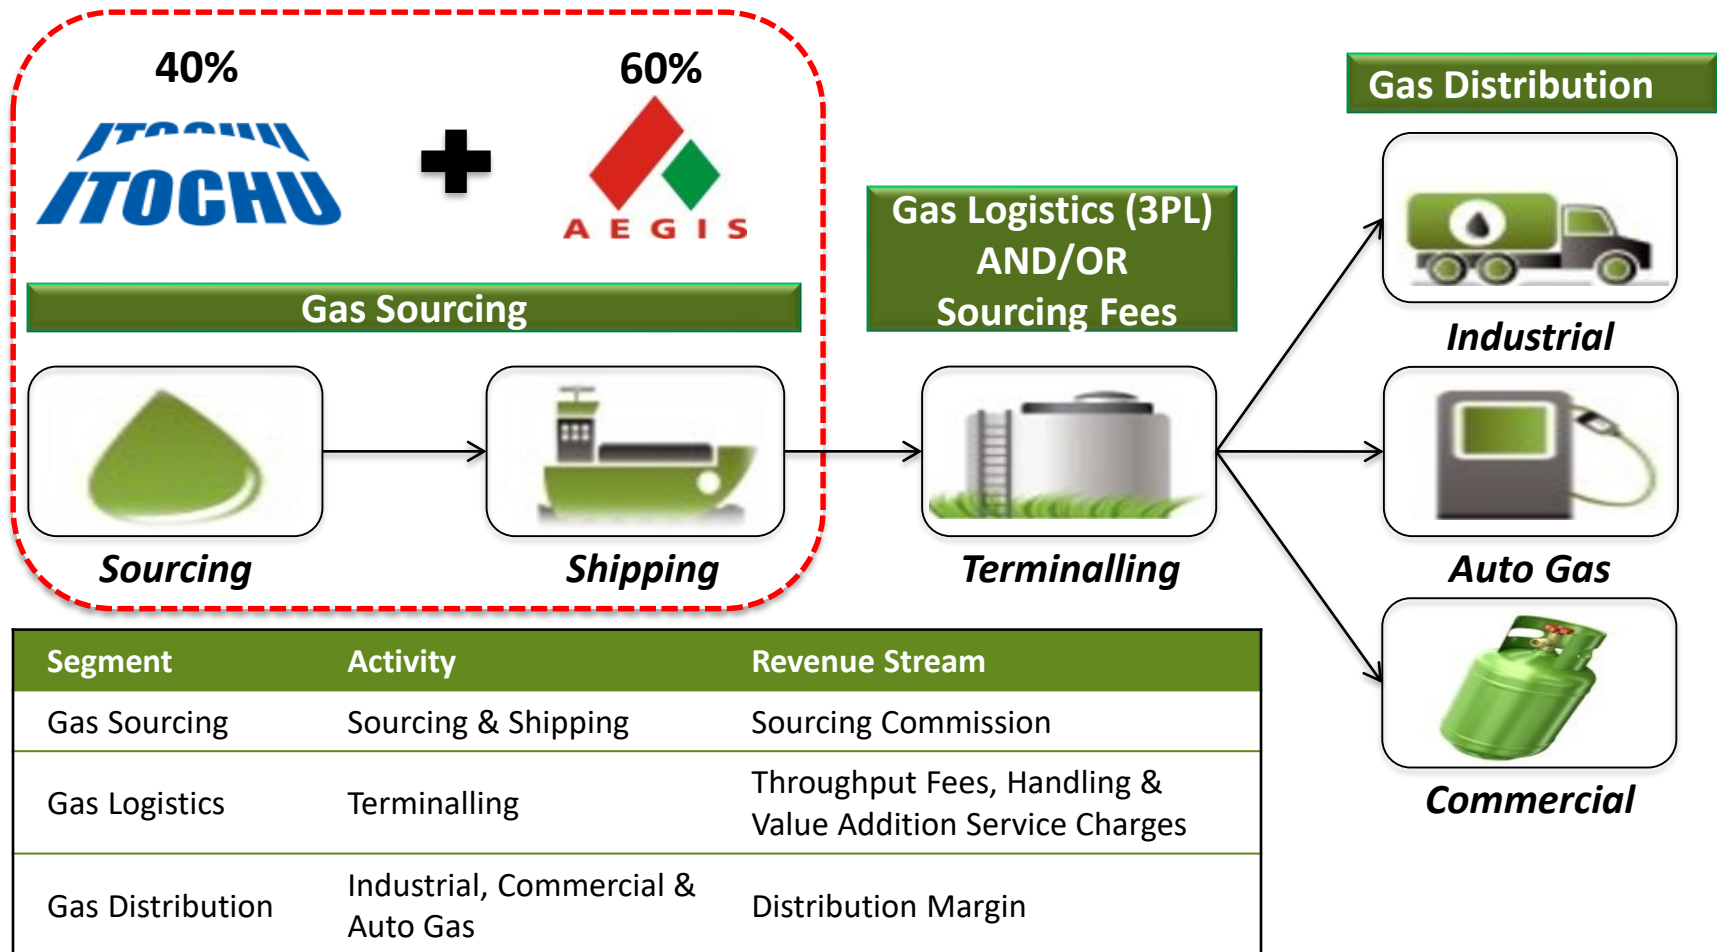 40%
60%
ITOCHU
ITOCHU
AEGIS
Gas Sourcing
Sourcing
Shipping
Gas Logistics (3PL)
AND/OR
Sourcing Fees
Terminalling
Gas Distribution
Industrial
Auto Gas
Commercial
Segment Activity Revenue Stream
Gas Sourcing Sourcing & Shipping Sourcing Commission
Gas Logistics Terminalling Throughput Fees, Handling &
Value Addition Service Charges
Gas Distribution Industrial, Commercial &
Auto Gas Distribution Margin